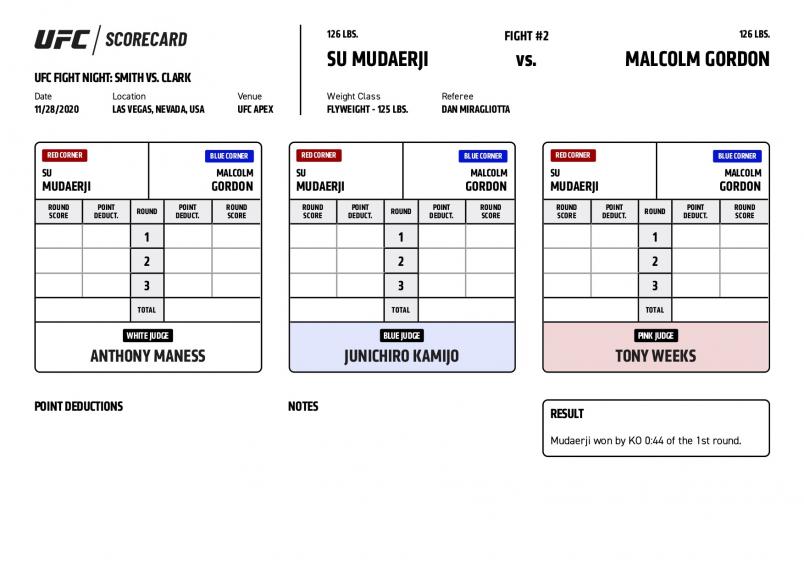 UFC / SCORECARD
UFC FIGHT NIGHT: SMITH VS. CLARK
Date Location Venue
11/28/2020 LAS VEGAS, NEVADA, USA UFC APEX
126 LBS. FIGHT #2 126 LBS.
SU MUDAERJI VS. MALCOLM GORDON
Weight Class Referee
FLYWEIGHT - 125 LBS. DAN MIRAGLIOTTA
RED CORNER BLUE CORNER
SU MALCOLM
MUDAERJI GORDON
ROUND SCORE POINT DEDUCT. ROUND POINT DEDUCT. ROUND SCORE
1
2
3
TOTAL
WHITE JUDGE
ANTHONY MANESS
RED CORNER BLUE CORNER
SU MALCOLM
MUDAERJI GORDON
ROUND SCORE POINT DEDUCT. ROUND POINT DEDUCT. ROUND SCORE
1
2
3
TOTAL
BLUE JUDGE
JUNICHIRO KAMIJO
RED CORNER BLUE CORNER
SU MALCOLM
MUDAERJI GORDON
ROUND SCORE POINT DEDUCT. ROUND POINT DEDUCT. ROUND SCORE
1
2
3
TOTAL
PINK JUDGE
TONY WEEKS
POINT DEDUCTIONS
NOTES
RESULT
Mudaerji won by KO 0:44 of the 1st round.